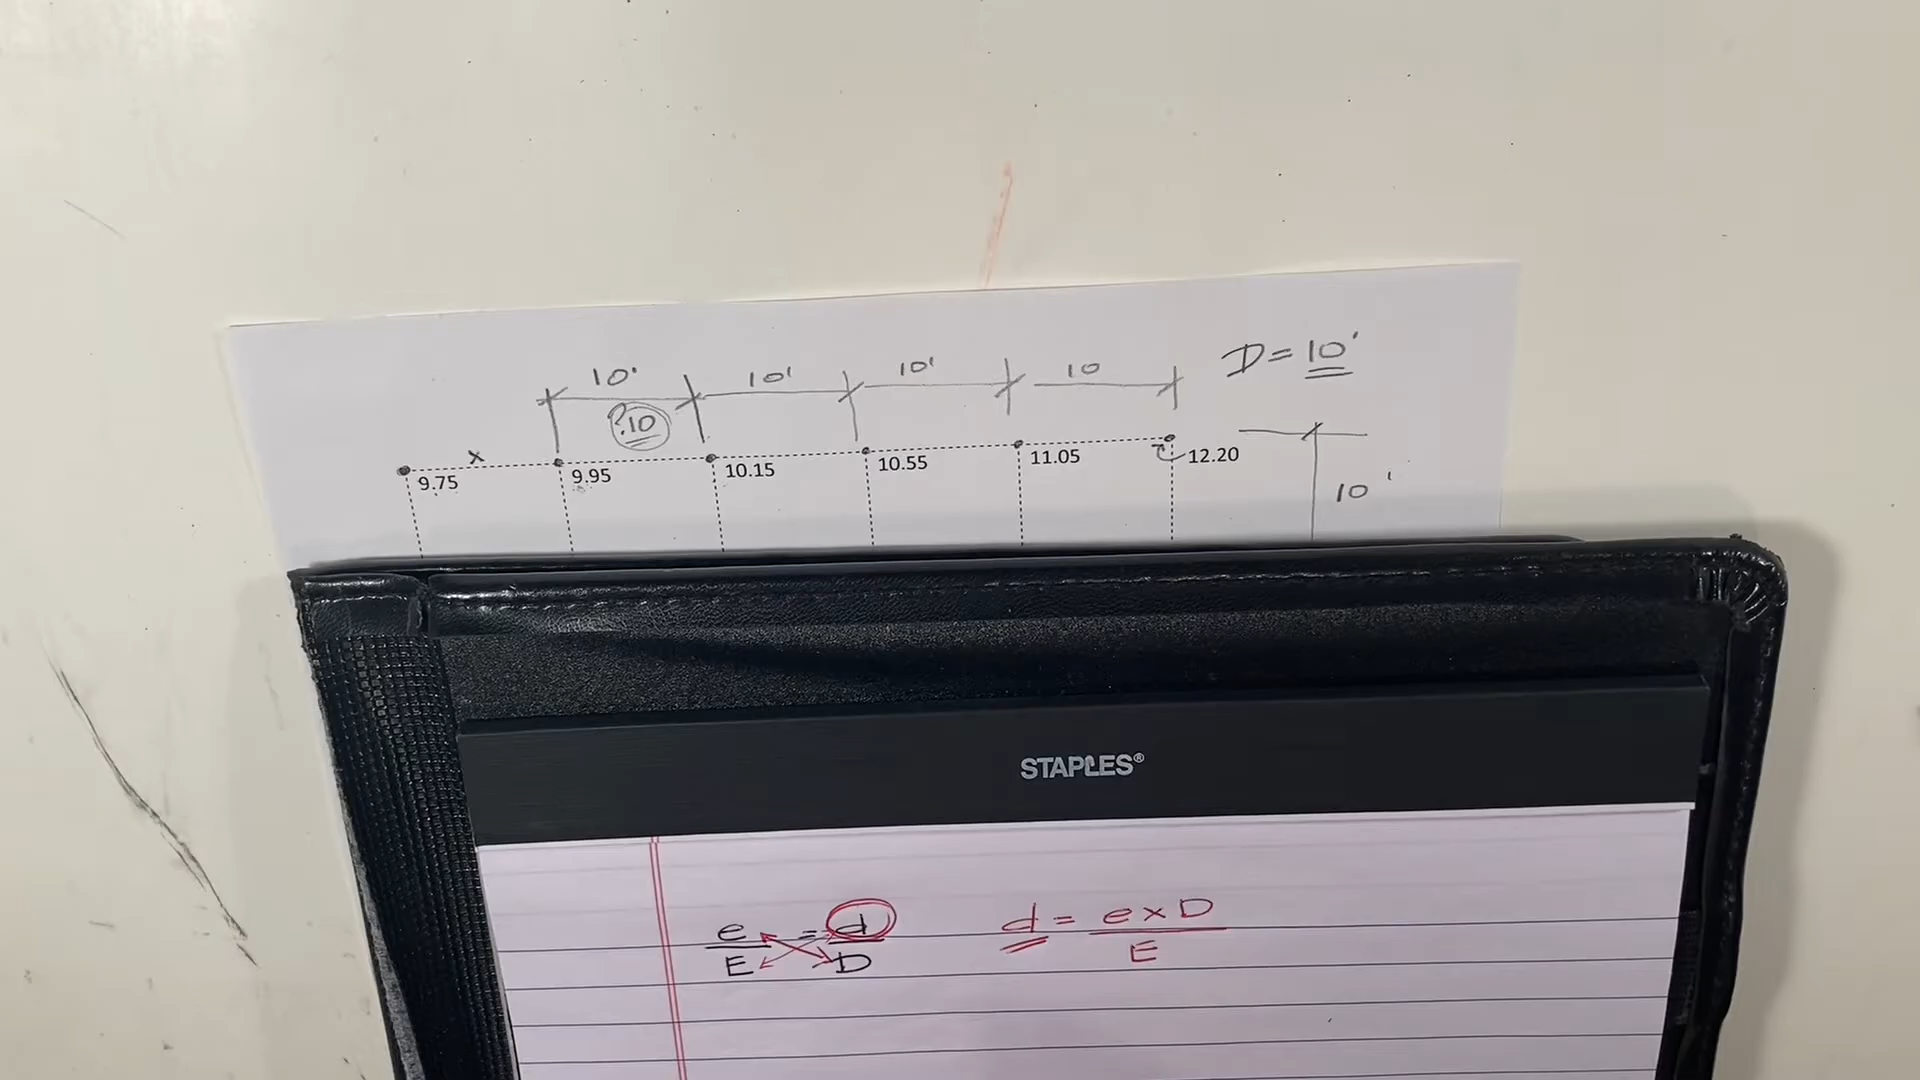 10' 10' 10' 10 D = 10'
?.10
x
9.75 9.95 10.15 10.55 11.05 12.20
10'
STAPLES®
e/E = d/D d = e x D / E